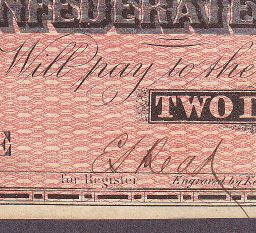 NFEDERATE
Will pay to the
TWO D
E
for Register
Engraved by K